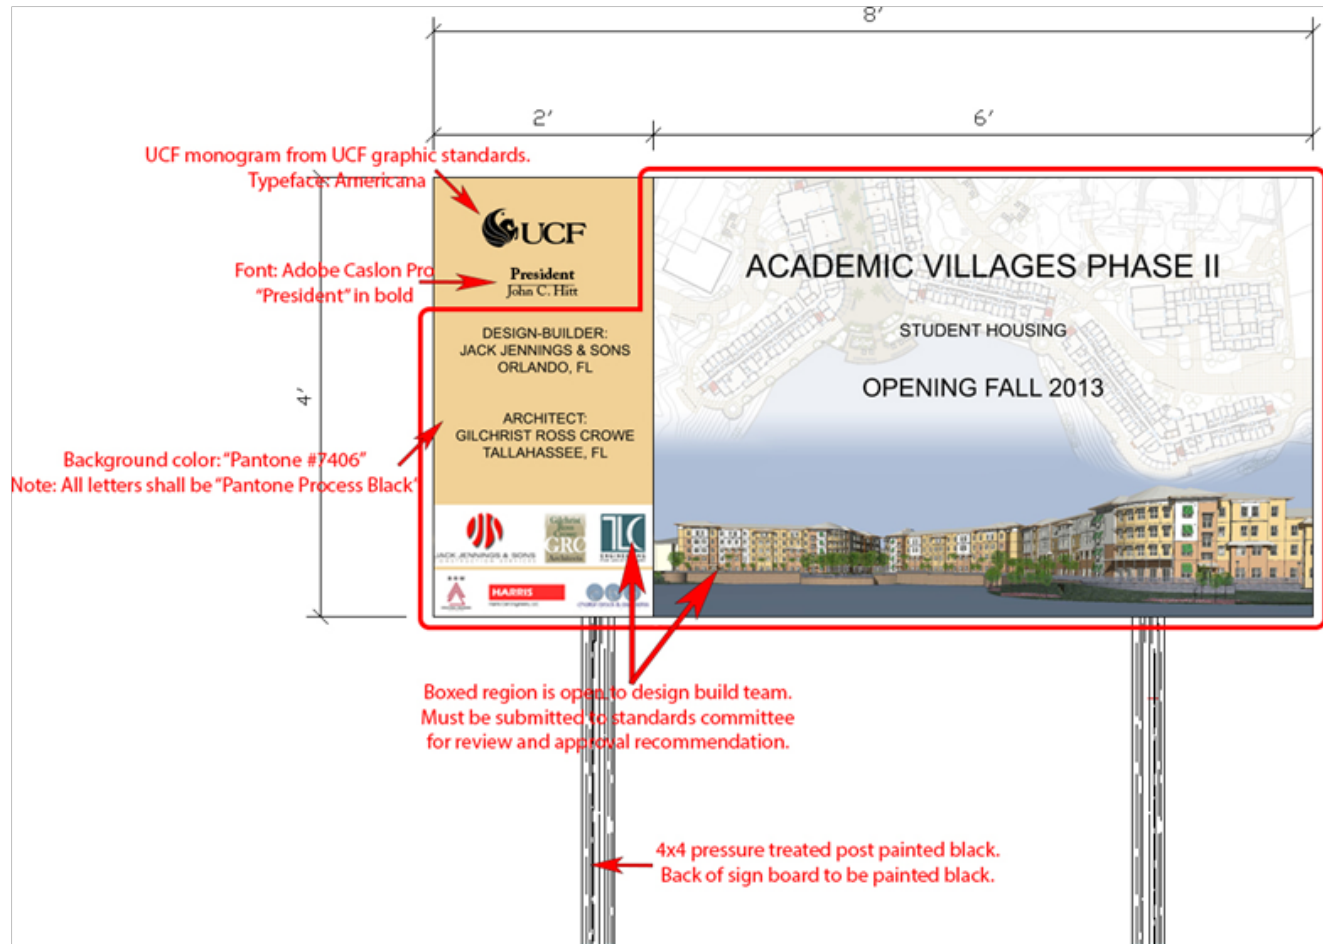 8'
2'
6'
UCF monogram from UCF graphic standards.
Typeface: Americana
UCF
Font: Adobe Caslon Pro
“President” in bold
President
John C. Hitt
ACADEMIC VILLAGES PHASE II
STUDENT HOUSING
OPENING FALL 2013
DESIGN-BUILDER:
JACK JENNINGS & SONS
ORLANDO, FL
4'
ARCHITECT:
GILCHRIST ROSS CROWE
TALLAHASSEE, FL
Background color: “Pantone #7406”
Note: All letters shall be “Pantone Process Black”
JACK JENNINGS & SONS
Gilchrist
Ross
Crowe
GRC
TLC
HARRIS
Boxed region is open to design build team.
Must be submitted to standards committee
for review and approval recommendation.
4x4 pressure treated post painted black.
Back of sign board to be painted black.